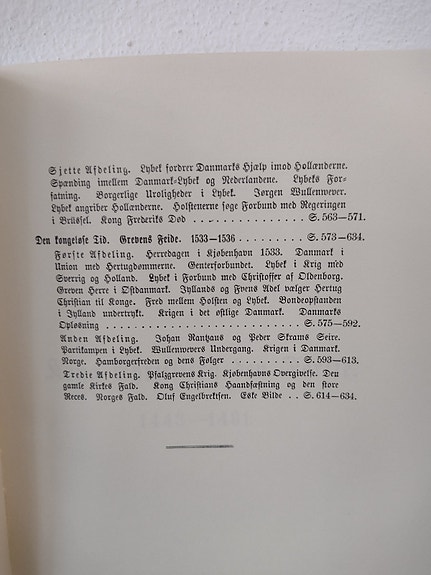 Sjette Afdeling. Lybek fordrer Danmarks Hjælp imod Hollænderne.
Spænding imellem Danmark-Lybek og Nederlandene. Lybeks For-
fatning. Borgerlige Uroligheder i Lybek. Jørgen Wullenwever.
Lybek angriber Hollænderne. Holstenerne søge Forbund med Regeringen
i Brüssel. Kong Frederiks Død . . . . . . . . . . . . . . . S. 563—571.
Den kongeløse Tid. Grevens Feide. 1533—1536 . . . . . . . . . S. 573—634.
Første Afdeling. Herredagen i Kjøbenhavn 1533. Danmark i
Union med Hertugdømmerne. Genterforbundet. Lybek i Krig med
Sverrig og Holland. Lybek i Forbund med Christoffer af Oldenborg.
Greven Herre i Østdanmark. Jyllands og Fyens Adel vælger Hertug
Christian til Konge. Fred mellem Holsten og Lybek. Bondeopstanden
i Jylland undertrykt. Krigen i det østlige Danmark. Danmarks
Opløsning . . . . . . . . . . . . . . . . . . . . . . . . S. 575—592.
Anden Afdeling. Johan Rantzaus og Peder Skrams Seire.
Partikampen i Lybek. Wullenwevers Undergang. Krigen i Danmark.
Norge. Hamborgerfreden og dens Følger . . . . . . . . . . S. 593—613.
Tredie Afdeling. Pfalzgrevens Krig. Kjøbenhavns Overgivelse. Den
gamle Kirkes Fald. Kong Christians Haandfæstning og den store
Reces. Norges Fald. Oluf Engelbrektsen. Eske Bilde . . S. 614—634.